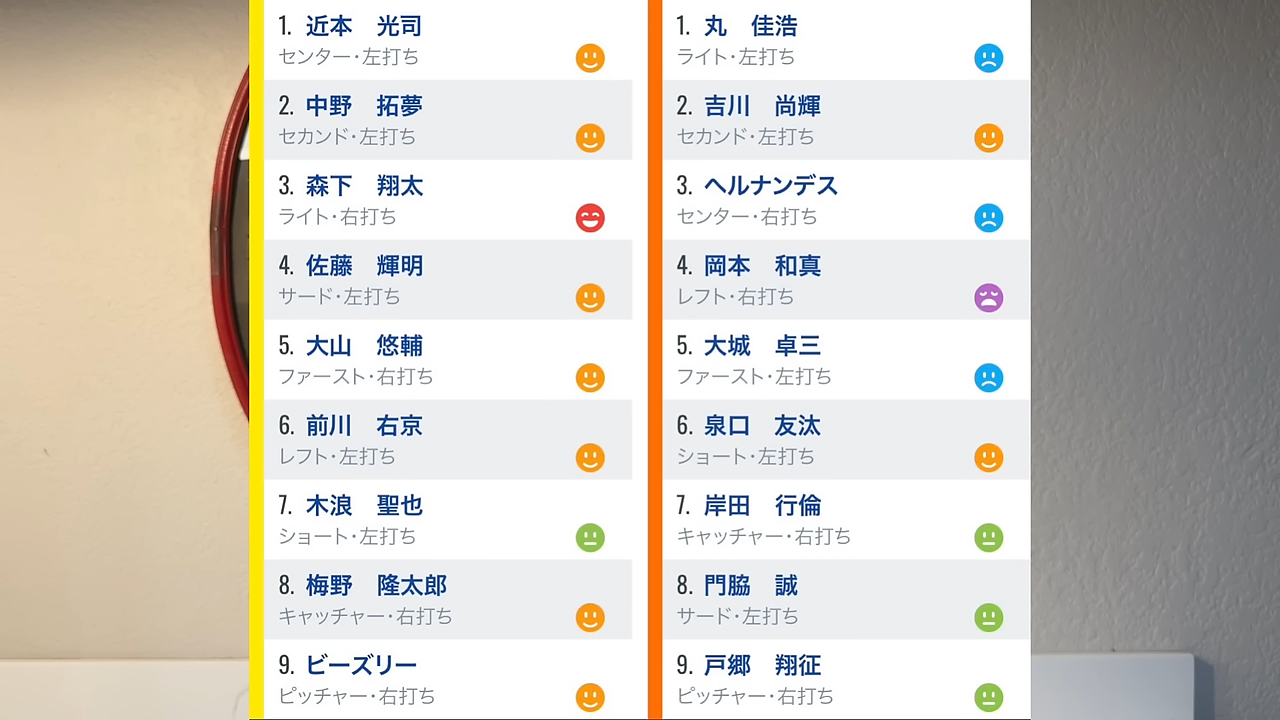 1. 近本 光司
センター・左打ち
2. 中野 拓夢
セカンド・左打ち
3. 森下 翔太
ライト・右打ち
4. 佐藤 輝明
サード・左打ち
5. 大山 悠輔
ファースト・右打ち
6. 前川 右京
レフト・左打ち
7. 木浪 聖也
ショート・左打ち
8. 梅野 隆太郎
キャッチャー・右打ち
9. ビーズリー
ピッチャー・右打ち
1. 丸 佳浩
ライト・左打ち
2. 吉川 尚輝
セカンド・左打ち
3. ヘルナンデス
センター・右打ち
4. 岡本 和真
レフト・右打ち
5. 大城 卓三
ファースト・左打ち
6. 泉口 友汰
ショート・左打ち
7. 岸田 行倫
キャッチャー・右打ち
8. 門脇 誠
サード・左打ち
9. 戸郷 翔征
ピッチャー・右打ち